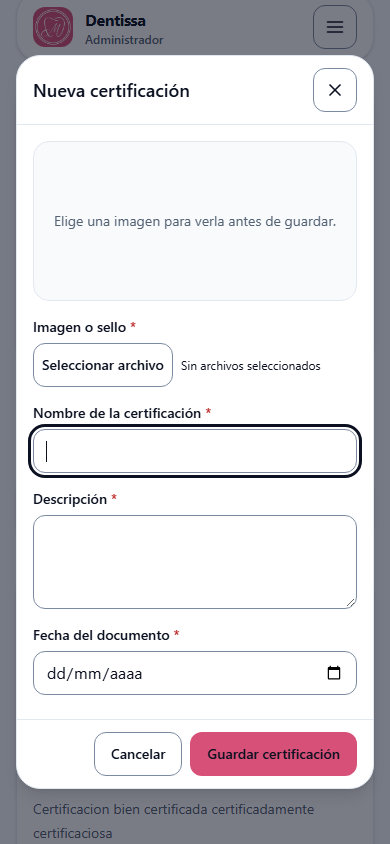 Dentissa
Administrador
Nueva certificación
Elige una imagen para verla antes de guardar.
Imagen o sello *
Seleccionar archivo Sin archivos seleccionados
Nombre de la certificación *
Descripción *
Fecha del documento *
dd/mm/aaaa
Cancelar Guardar certificación
Certificacion bien certificada certificadamente
certificaciosa